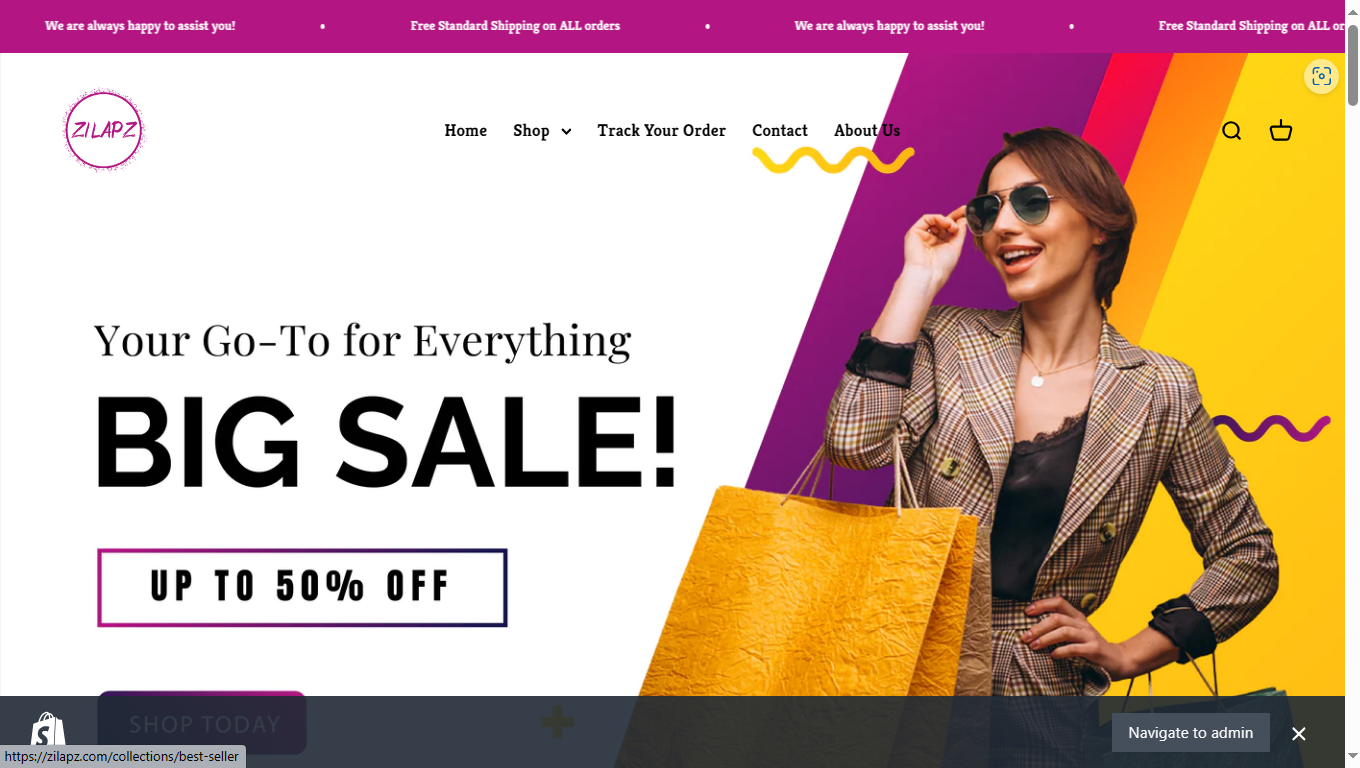 We are always happy to assist you! • Free Standard Shipping on ALL orders • We are always happy to assist you! • Free Standard Shipping on ALL or
ZILAPZ
Home Shop Track Your Order Contact About Us
Your Go-To for Everything
BIG SALE!
UP TO 50% OFF
SHOP TODAY
Navigate to admin
https://zilapz.com/collections/best-seller